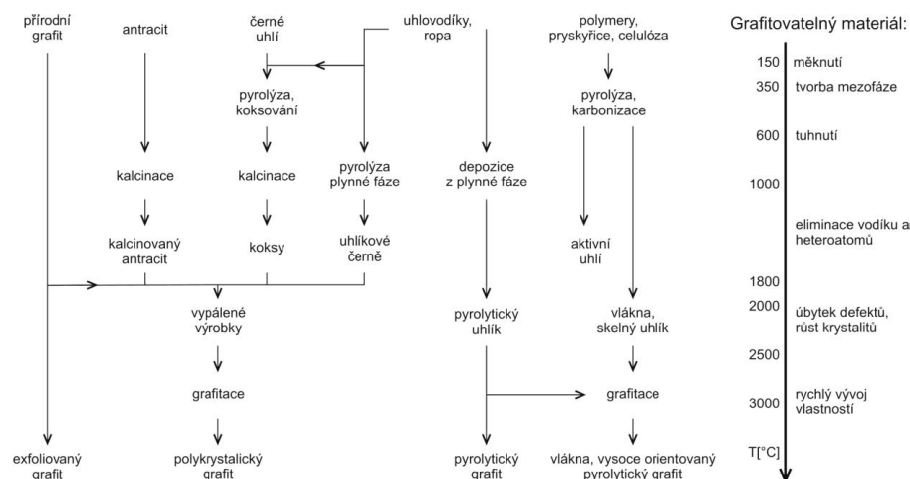 přírodní
grafit
antracit
černé
uhlí
uhlovodíky,
ropa
polymery,
pryskyřice, celulóza
Grafitovatelný materiál:
150 měknutí
350 tvorba mezofáze
pyrolýza,
koksování
pyrolýza,
karbonizace
600 tuhnutí
kalcinace
kalcinace
pyrolýza
plynné fáze
depozice
z plynné fáze
1000
kalcinovaný
antracit
koksy
uhlíkové
černě
aktivní
uhlí
eliminace vodíku a
heteroatomů
1800
vypálené
výrobky
pyrolytický
uhlík
vlákna,
skelný uhlík
2000 úbytek defektů,
růst krystalitů
2500
grafitace
grafitace
3000 rychlý vývoj
vlastností
exfoliovaný
grafit
polykrystalický
grafit
pyrolytický
grafit
vlákna, vysoce orientovaný
pyrolytický grafit
T[°C]